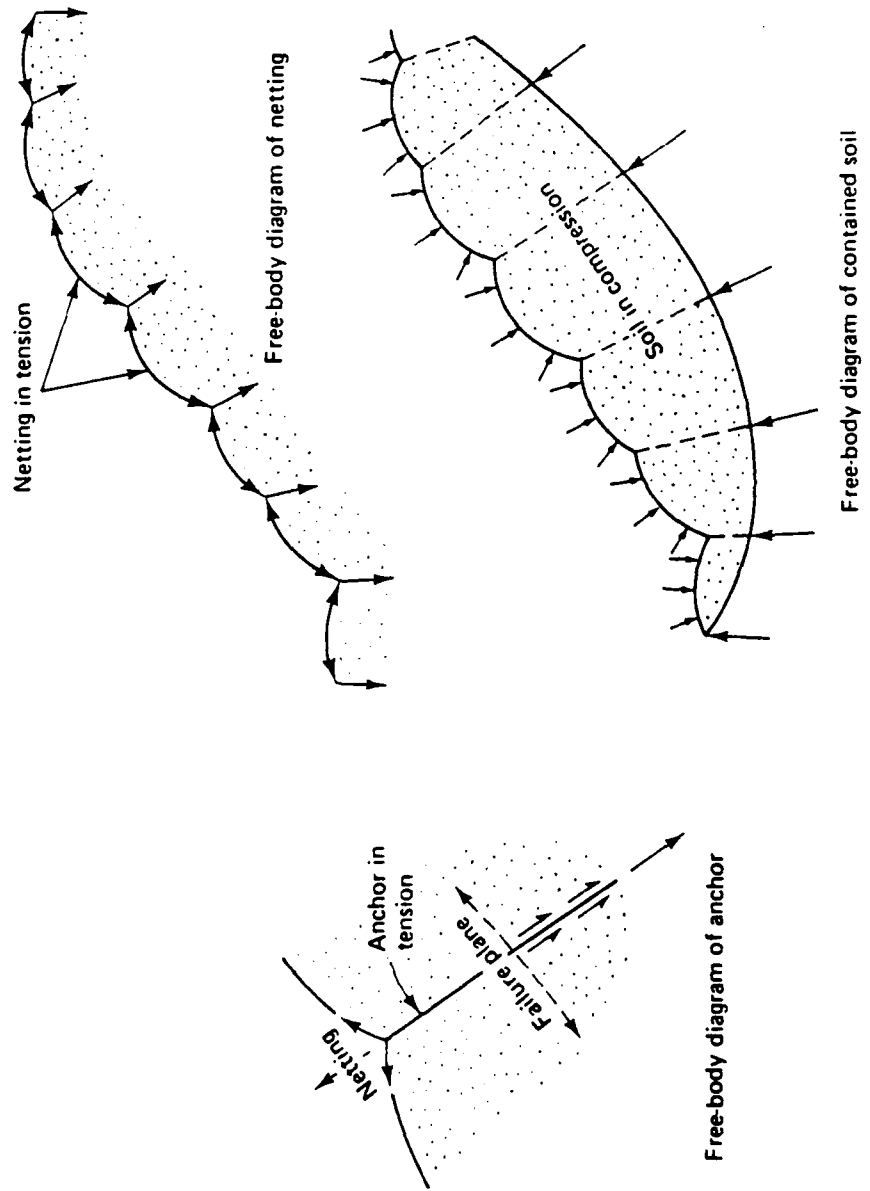 Netting in tension
Free-body diagram of netting
Soil in compression
Free-body diagram of contained soil
Anchor in
tension
Failure plane
Netting
Free-body diagram of anchor